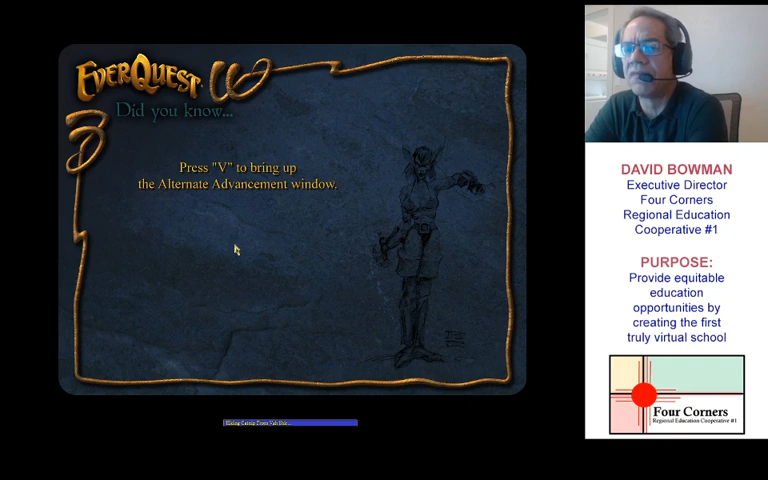 EverQuest
Did you know...
Press "V" to bring up
the Alternate Advancement window.
DAVID BOWMAN
Executive Director
Four Corners
Regional Education
Cooperative #1
PURPOSE:
Provide equitable
education
opportunities by
creating the first
truly virtual school
Four Corners
Regional Education Cooperative #1